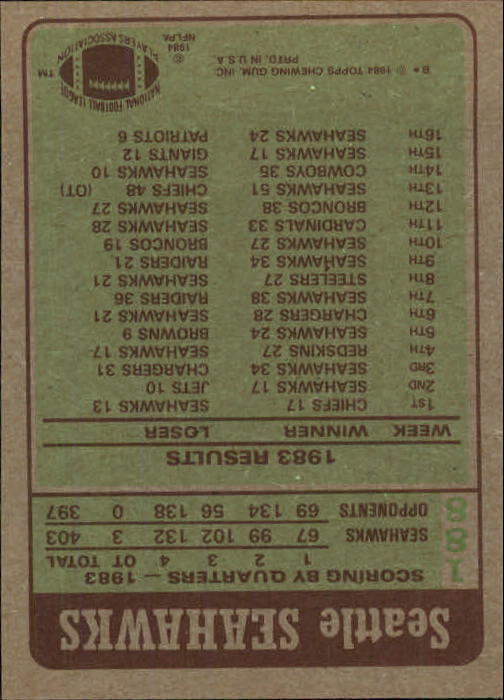 Seattle SEAHAWKS
188
SCORING BY QUARTERS — 1983
1 2 3 4 OT TOTAL
SEAHAWKS 67 99 102 132 3 403
OPPONENTS 69 134 56 138 0 397
1983 RESULTS
WEEK WINNER LOSER
1ST CHIEFS 17 SEAHAWKS 13
2ND SEAHAWKS 17 JETS 10
3RD SEAHAWKS 34 CHARGERS 31
4TH REDSKINS 27 SEAHAWKS 17
5TH SEAHAWKS 24 BROWNS 9
6TH CHARGERS 28 SEAHAWKS 21
7TH SEAHAWKS 38 RAIDERS 36
8TH STEELERS 27 SEAHAWKS 21
9TH SEAHAWKS 34 RAIDERS 21
10TH SEAHAWKS 27 BRONCOS 19
11TH CARDINALS 33 SEAHAWKS 28
12TH BRONCOS 38 SEAHAWKS 27
13TH SEAHAWKS 51 CHIEFS 48 (OT)
14TH COWBOYS 35 SEAHAWKS 10
15TH SEAHAWKS 17 GIANTS 12
16TH SEAHAWKS 24 PATRIOTS 6
B* © 1984 TOPPS CHEWING GUM, INC.
PRTD. IN U.S.A.
© 1984 NFLPA
NATIONAL FOOTBALL LEAGUE PLAYERS ASSOCIATION TM